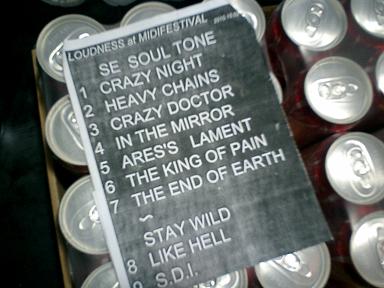 LOUDNESS at MIDIFESTIVAL
SE SOUL TONE
1 CRAZY NIGHT
2 HEAVY CHAINS
3 CRAZY DOCTOR
4 IN THE MIRROR
5 ARES'S LAMENT
6 THE KING OF PAIN
7 THE END OF EARTH
~
STAY WILD
8 LIKE HELL
9 S.D.I.